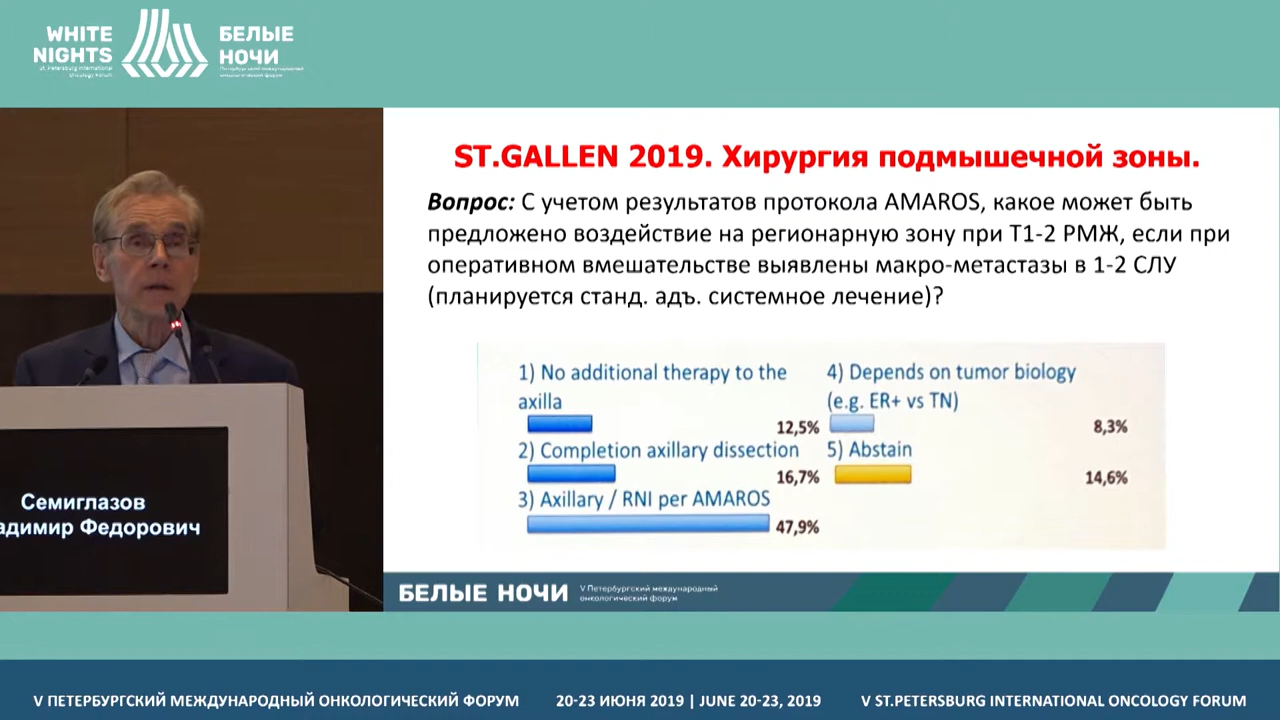 WHITE
NIGHTS
St. Petersburg International
Oncology Forum
БЕЛЫЕ
НОЧИ
Петербургский международный
онкологический форум
ST.GALLEN 2019. Хирургия подмышечной зоны.
Вопрос: С учетом результатов протокола AMAROS, какое может быть
предложено воздействие на регионарную зону при T1-2 РМЖ, если при
оперативном вмешательстве выявлены макро-метастазы в 1-2 СЛУ
(планируется станд. адъ. системное лечение)?
1) No additional therapy to the
axilla
12,5%
2) Completion axillary dissection
16,7%
3) Axillary / RNI per AMAROS
47,9%
4) Depends on tumor biology
(e.g. ER+ vs TN)
8,3%
5) Abstain
14,6%
Семиглазов
адимир Федорович
БЕЛЫЕ НОЧИ
V Петербургский международный
онкологический форум
V ПЕТЕРБУРГСКИЙ МЕЖДУНАРОДНЫЙ ОНКОЛОГИЧЕСКИЙ ФОРУМ
20-23 ИЮНЯ 2019 | JUNE 20-23, 2019
V ST.PETERSBURG INTERNATIONAL ONCOLOGY FORUM